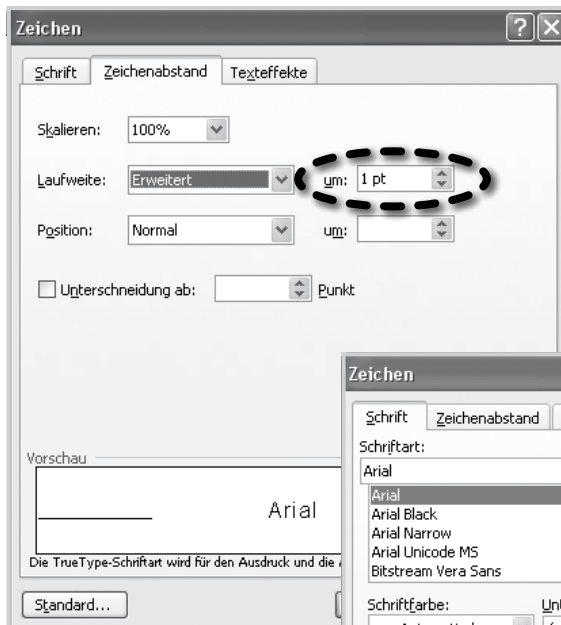 Zeichen
Schrift Zeichenabstand Texteffekte
Skalieren: 100%
Laufweite: Erweitert um: 1 pt
Position: Normal um:
Unterschneidung ab: Punkt
Vorschau
Arial
Die TrueType-Schriftart wird für den Ausdruck und die
Standard...
Zeichen
Schrift Zeichenabstand
Schriftart:
Arial
Arial
Arial Black
Arial Narrow
Arial Unicode MS
Bitstream Vera Sans
Schriftfarbe: